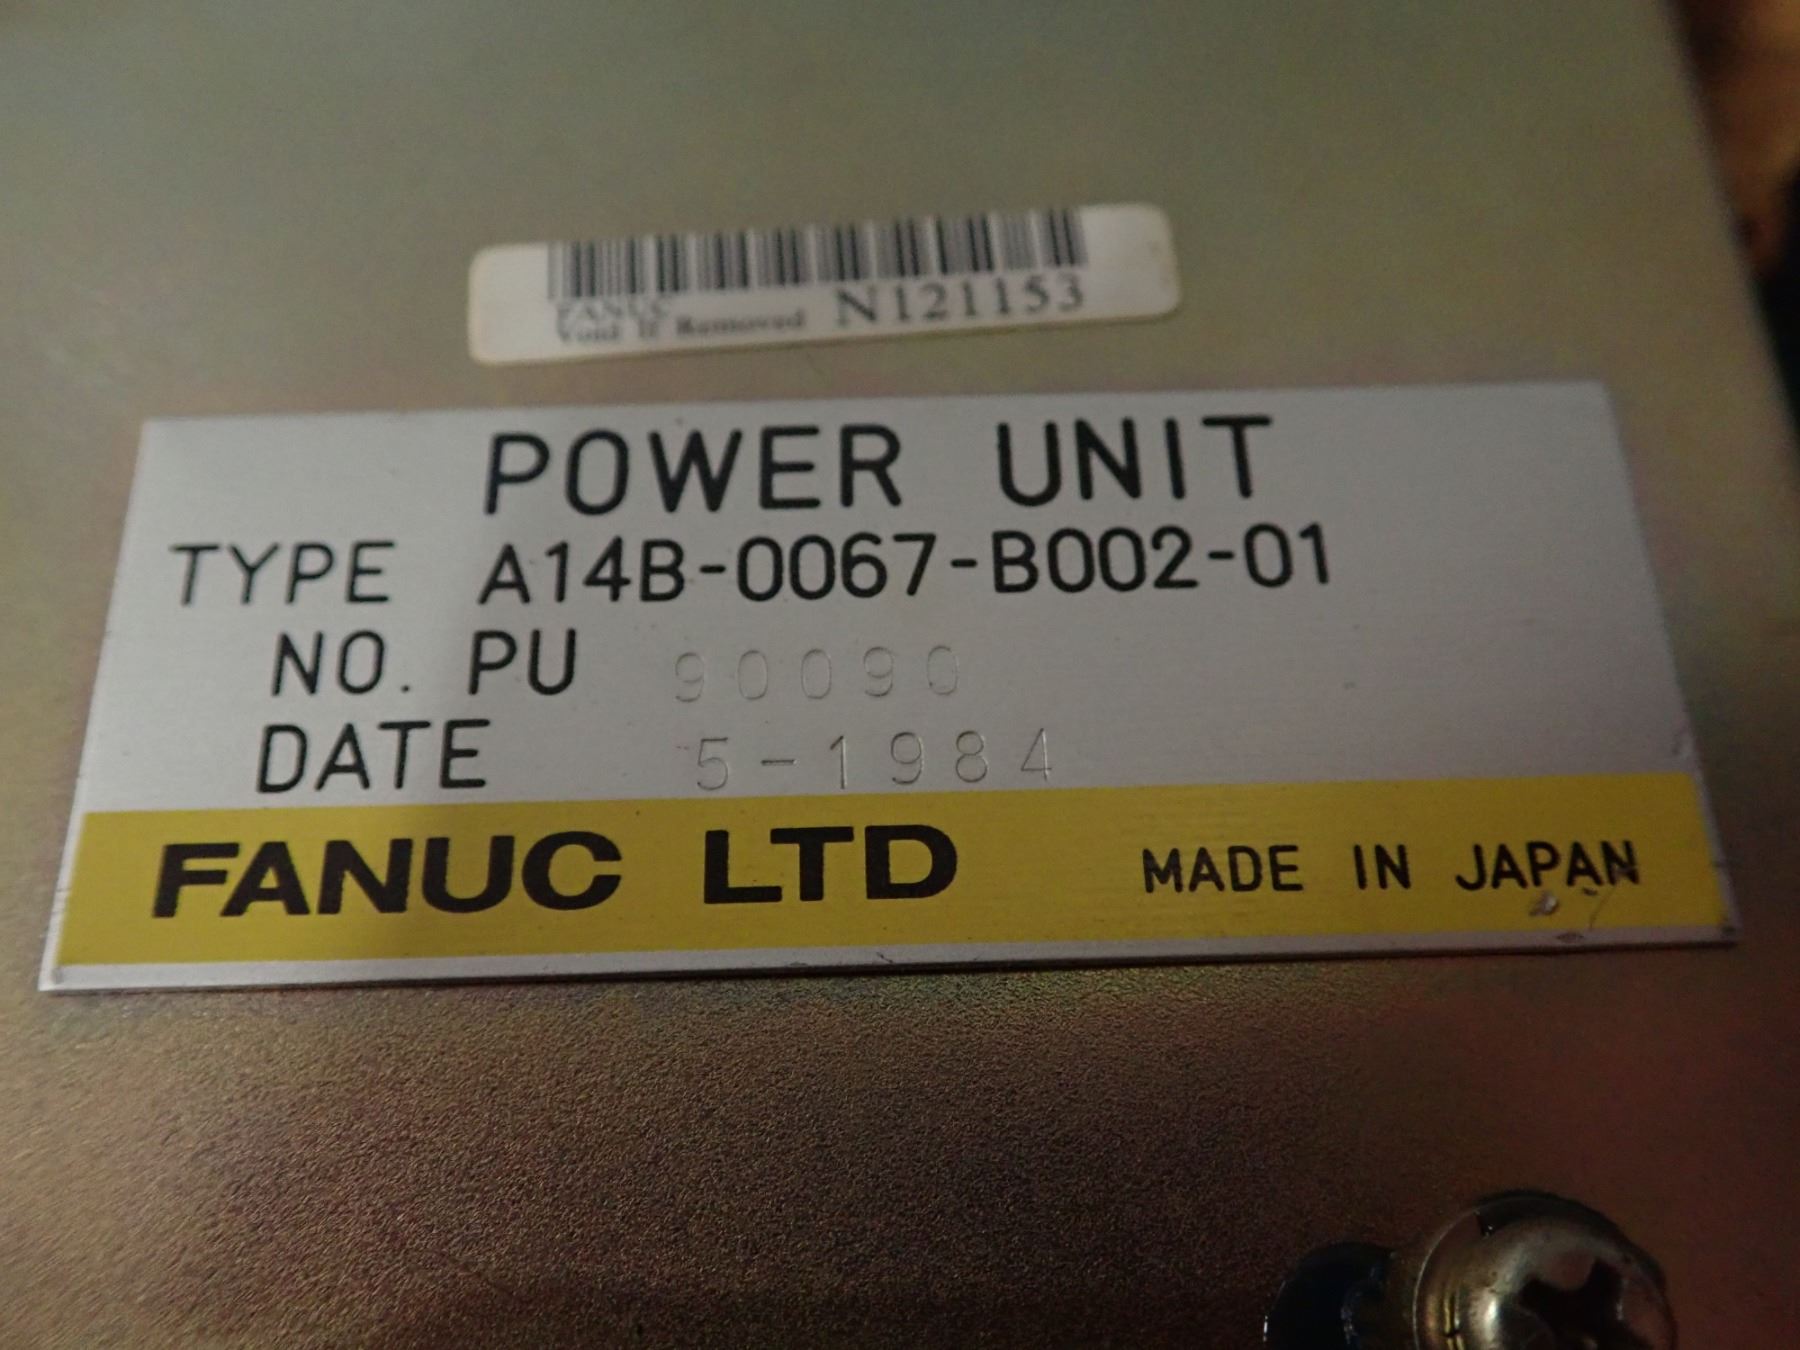 N121153
FANUC
Void If Removed
POWER UNIT
TYPE A14B-0067-B002-01
NO. PU 90090
DATE 5-1984
FANUC LTD MADE IN JAPAN